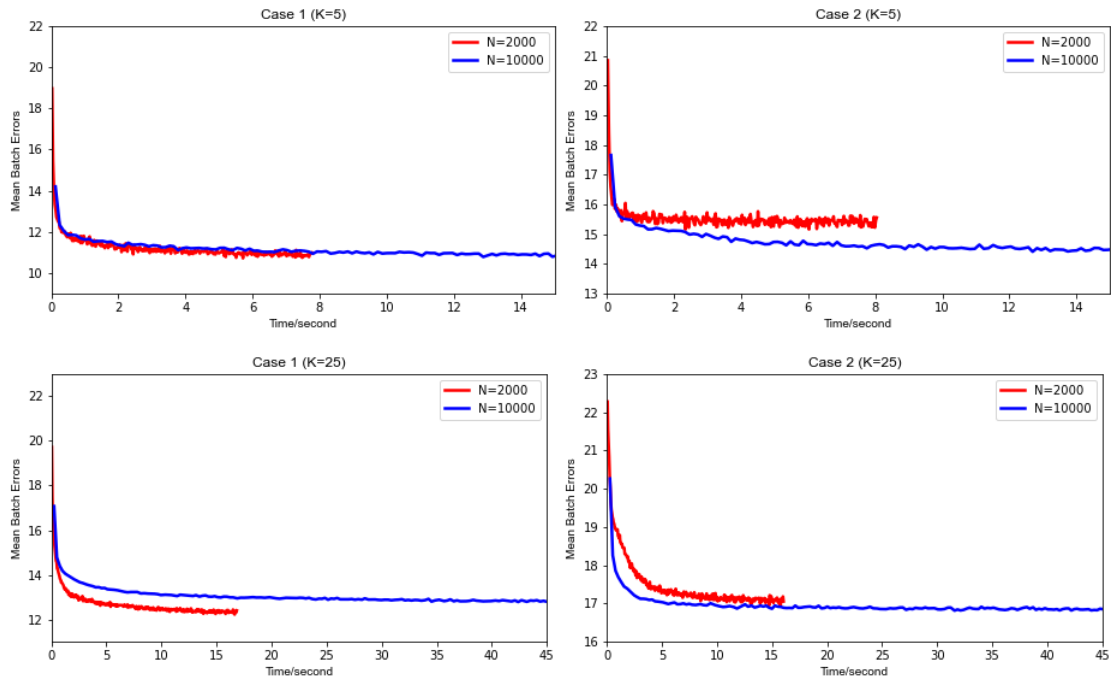 Case 1 (K=5)
Mean Batch Errors
22
20
18
16
14
12
10
N=2000
N=10000
0 2 4 6 8 10 12 14
Time/second
Case 2 (K=5)
Mean Batch Errors
22
21
20
19
18
17
16
15
14
13
N=2000
N=10000
0 2 4 6 8 10 12 14
Time/second
Case 1 (K=25)
Mean Batch Errors
22
20
18
16
14
12
N=2000
N=10000
0 5 10 15 20 25 30 35 40 45
Time/second
Case 2 (K=25)
Mean Batch Errors
23
22
21
20
19
18
17
16
N=2000
N=10000
0 5 10 15 20 25 30 35 40 45
Time/second